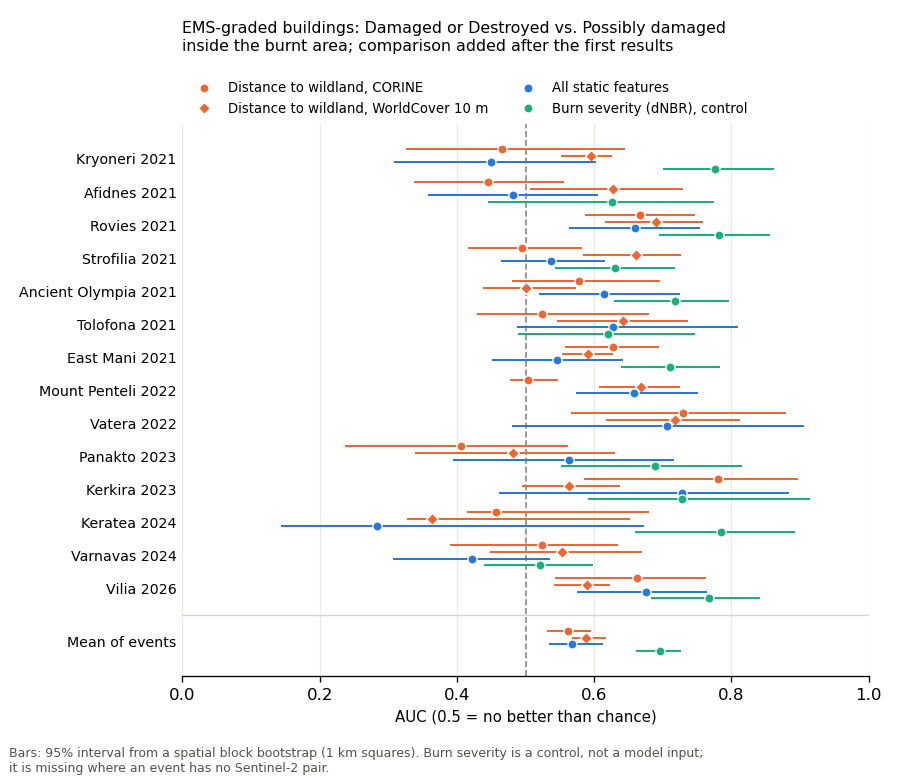 EMS-graded buildings: Damaged or Destroyed vs. Possibly damaged
inside the burnt area; comparison added after the first results
Distance to wildland, CORINE
Distance to wildland, WorldCover 10 m
All static features
Burn severity (dNBR), control
Kryoneri 2021
Afidnes 2021
Rovies 2021
Strofilia 2021
Ancient Olympia 2021
Tolofona 2021
East Mani 2021
Mount Penteli 2022
Vatera 2022
Panakto 2023
Kerkira 2023
Keratea 2024
Varnavas 2024
Vilia 2026
Mean of events
0.0 0.2 0.4 0.6 0.8 1.0
AUC (0.5 = no better than chance)
Bars: 95% interval from a spatial block bootstrap (1 km squares). Burn severity is a control, not a model input;
it is missing where an event has no Sentinel-2 pair.